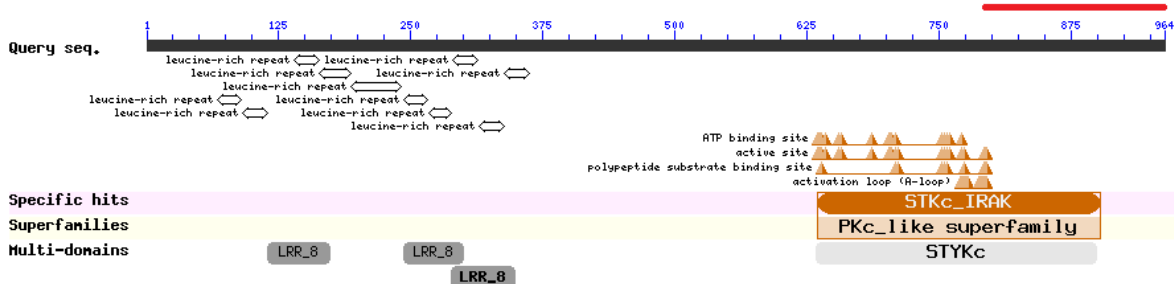 1 125 250 375 500 625 750 875 964
Query seq.
leucine-rich repeat leucine-rich repeat
leucine-rich repeat leucine-rich repeat
leucine-rich repeat
leucine-rich repeat leucine-rich repeat
leucine-rich repeat leucine-rich repeat
leucine-rich repeat
ATP binding site
active site
polypeptide substrate binding site
activation loop (A-loop)
Specific hits STKc_IRAK
Superfamilies PKc_like superfamily
Multi-domains LRR_8 LRR_8 STYKc
LRR_8